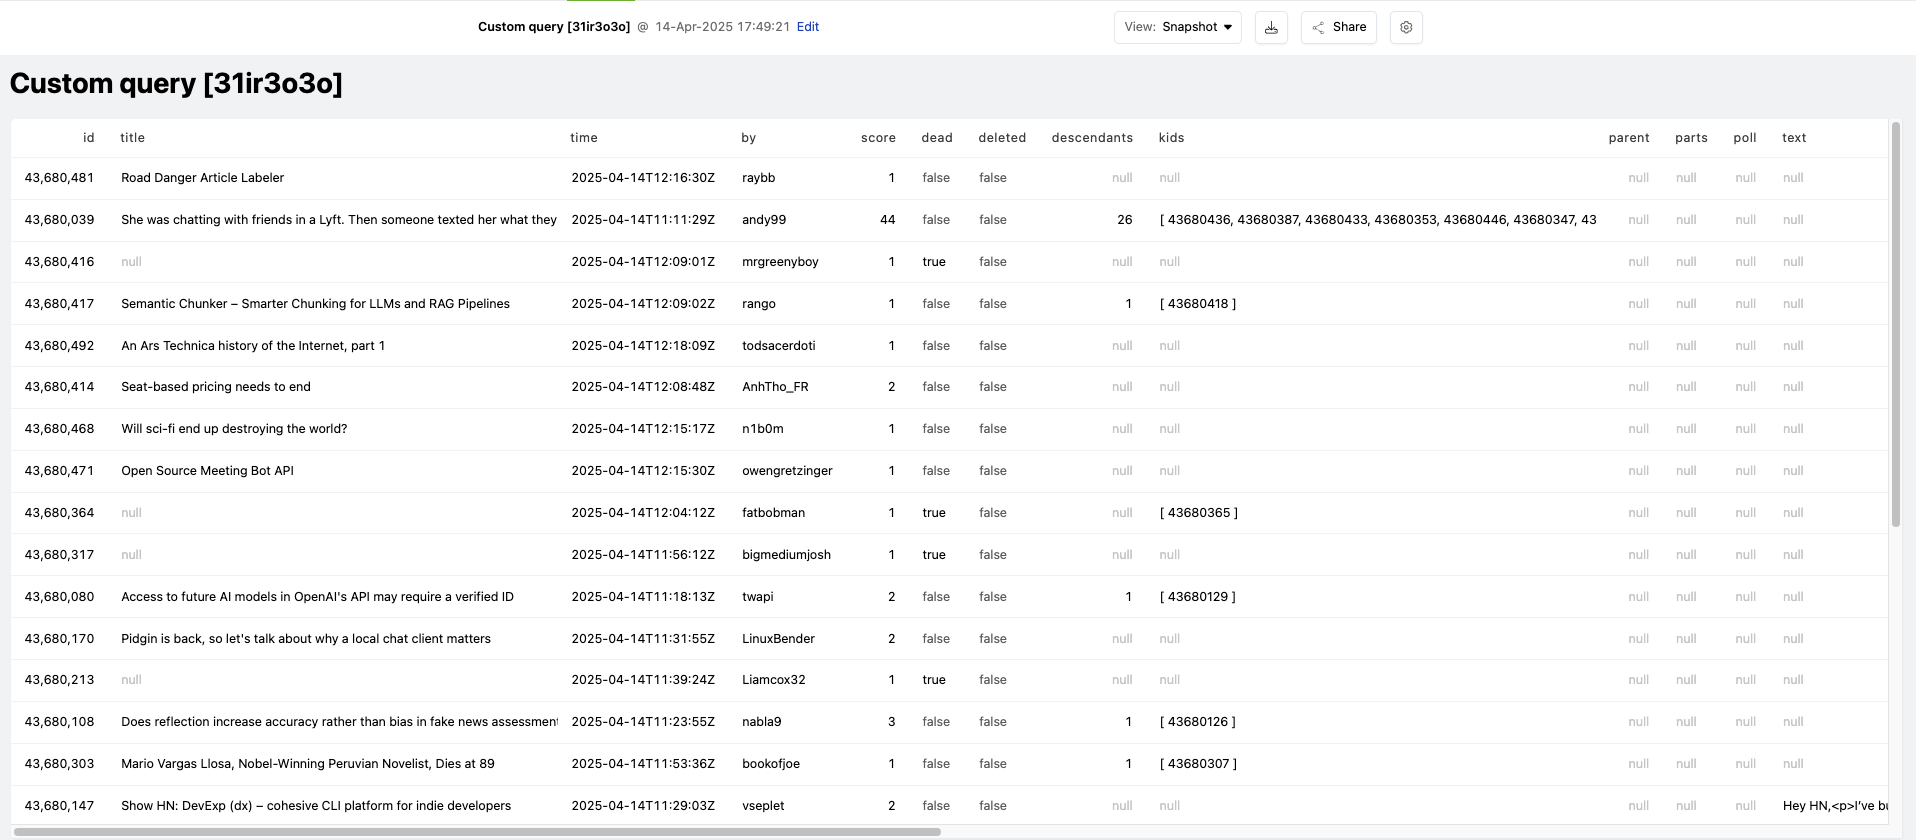 Custom query [31ir3o3o] @ 14-Apr-2025 17:49:21 Edit View: Snapshot Share
Custom query [31ir3o3o]
id title time by score dead deleted descendants kids parent parts poll text
43,680,481 Road Danger Article Labeler 2025-04-14T12:16:30Z raybb 1 false false null null null null null null
43,680,039 She was chatting with friends in a Lyft. Then someone texted her what they 2025-04-14T11:11:29Z andy99 44 false false 26 [ 43680436, 43680387, 43680433, 43680353, 43680446, 43680347, 43 null null null null
43,680,416 null 2025-04-14T12:09:01Z mrgreenyboy 1 true false null null null null null null
43,680,417 Semantic Chunker – Smarter Chunking for LLMs and RAG Pipelines 2025-04-14T12:09:02Z rango 1 false false 1 [ 43680418 ] null null null null
43,680,492 An Ars Technica history of the Internet, part 1 2025-04-14T12:18:09Z todsacerdoti 1 false false null null null null null null
43,680,414 Seat-based pricing needs to end 2025-04-14T12:08:48Z AnhTho_FR 2 false false null null null null null null
43,680,468 Will sci-fi end up destroying the world? 2025-04-14T12:15:17Z n1b0m 1 false false null null null null null null
43,680,471 Open Source Meeting Bot API 2025-04-14T12:15:30Z owengretzinger 1 false false null null null null null null
43,680,364 null 2025-04-14T12:04:12Z fatbobman 1 true false null [ 43680365 ] null null null null
43,680,317 null 2025-04-14T11:56:12Z bigmediumjosh 1 true false null null null null null null
43,680,080 Access to future AI models in OpenAI's API may require a verified ID 2025-04-14T11:18:13Z twapi 2 false false 1 [ 43680129 ] null null null null
43,680,170 Pidgin is back, so let's talk about why a local chat client matters 2025-04-14T11:31:55Z LinuxBender 2 false false null null null null null null
43,680,213 null 2025-04-14T11:39:24Z Liamcox32 1 true false null null null null null null
43,680,108 Does reflection increase accuracy rather than bias in fake news assessment 2025-04-14T11:23:55Z nabla9 3 false false 1 [ 43680126 ] null null null null
43,680,303 Mario Vargas Llosa, Nobel-Winning Peruvian Novelist, Dies at 89 2025-04-14T11:53:36Z bookofjoe 1 false false 1 [ 43680307 ] null null null null
43,680,147 Show HN: DevExp (dx) – cohesive CLI platform for indie developers 2025-04-14T11:29:03Z vseplet 2 false false null null null null null Hey HN,<p>I've bu